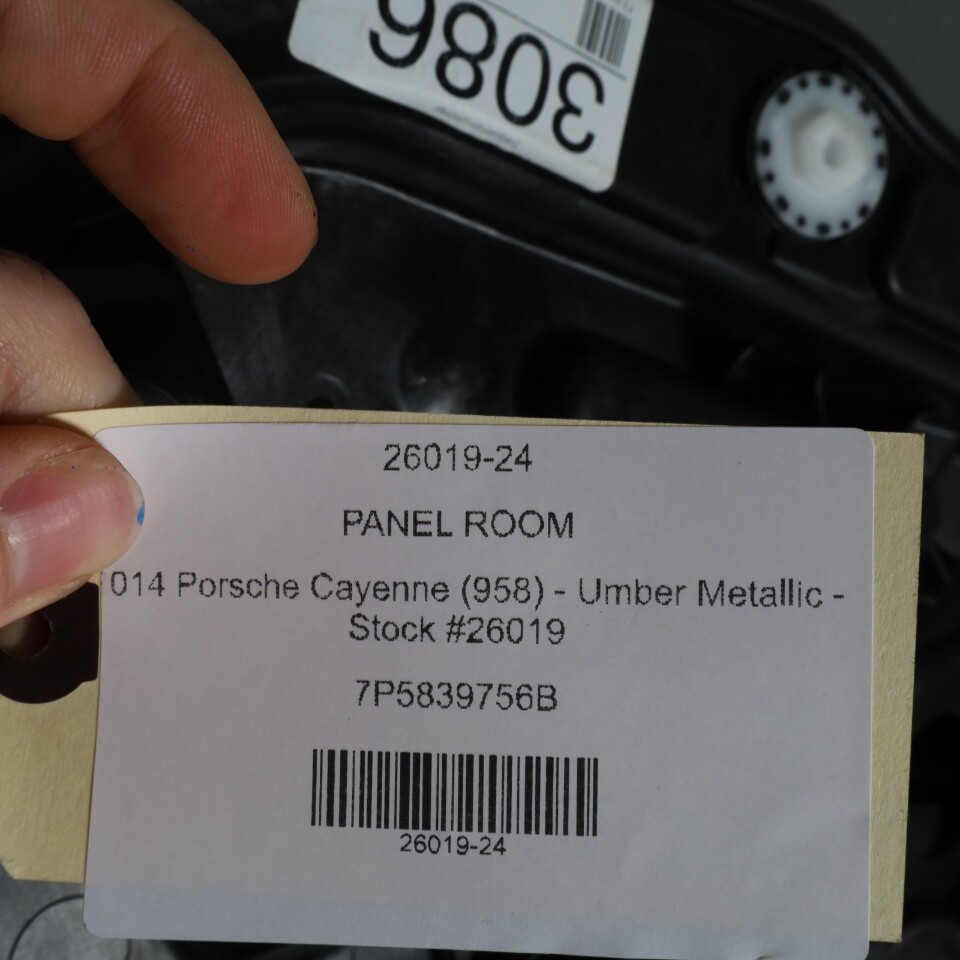 3086
26019-24
PANEL ROOM
014 Porsche Cayenne (958) - Umber Metallic -
Stock #26019
7P5839756B
26019-24